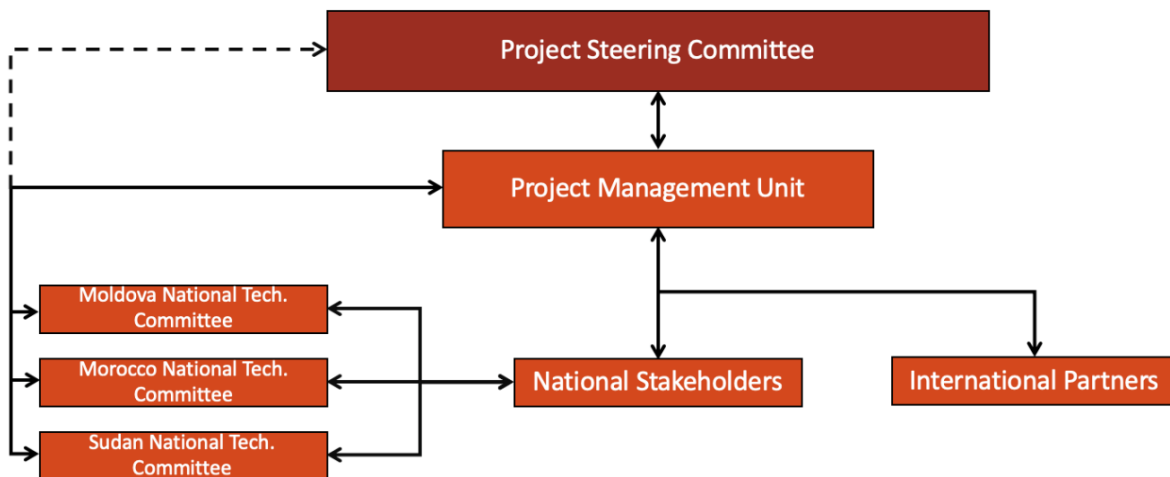 Project Steering Committee
Project Management Unit
Moldova National Tech.
Committee
Morocco National Tech.
Committee
Sudan National Tech.
Committee
National Stakeholders
International Partners